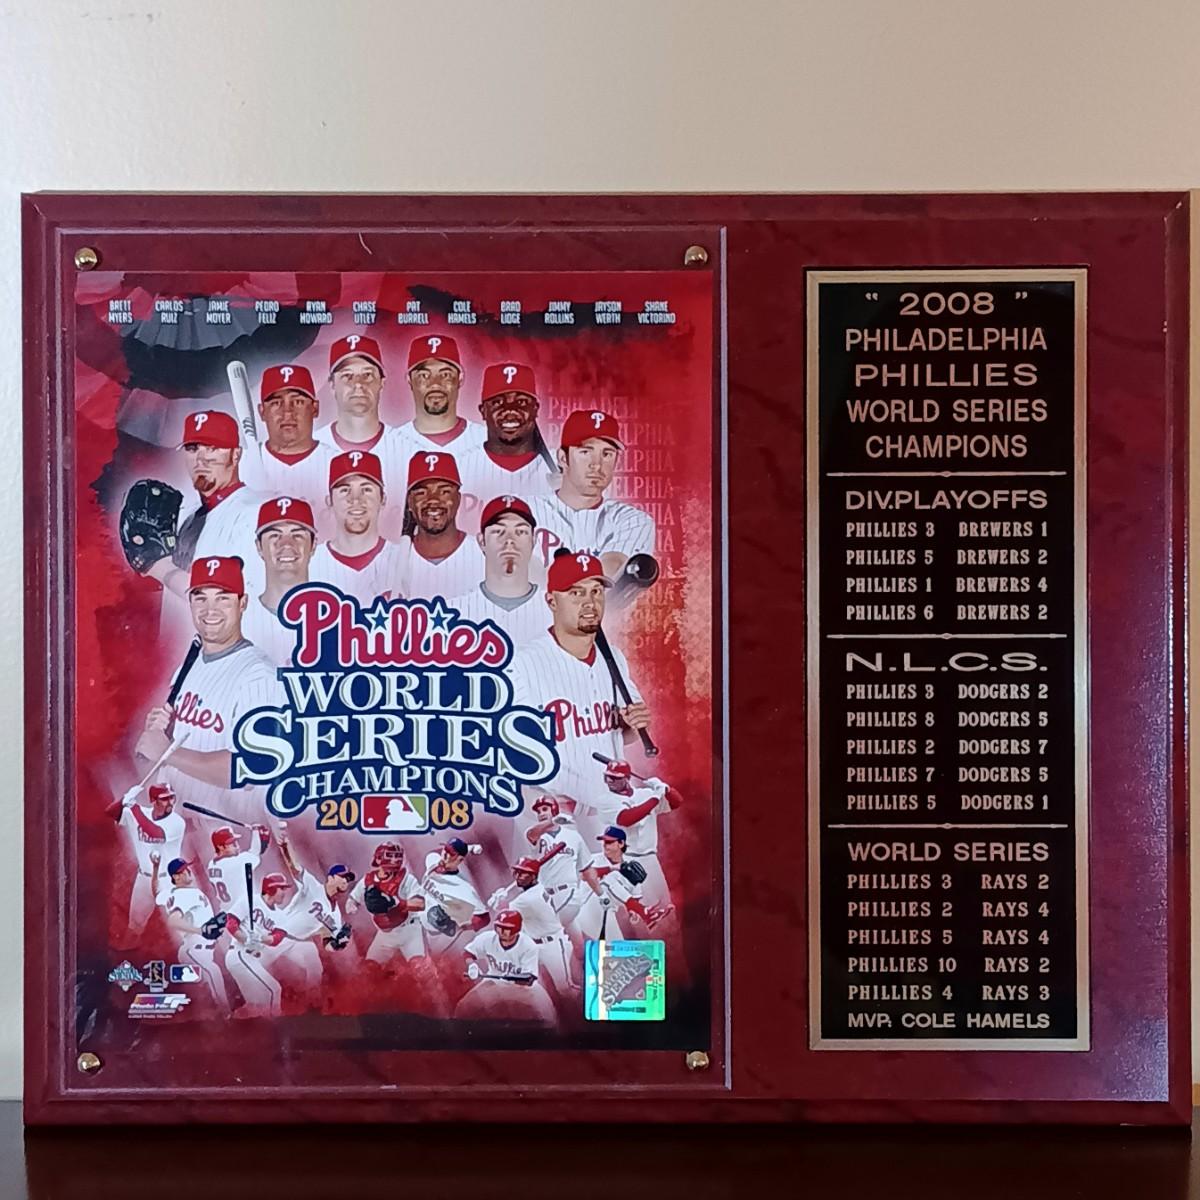 BRETT MYERS
CARLOS RUIZ
JAMIE MOYER
PEDRO FELIZ
RYAN HOWARD
CHASE UTLEY
PAT BURRELL
COLE HAMELS
BRAD LIDGE
JIMMY ROLLINS
JAYSON WERTH
SHANE VICTORINO
Phillies
WORLD
SERIES
CHAMPIONS
2008
" 2008 "
PHILADELPHIA
PHILLIES
WORLD SERIES
CHAMPIONS
DIV.PLAYOFFS
PHILLIES 3 BREWERS 1
PHILLIES 5 BREWERS 2
PHILLIES 1 BREWERS 4
PHILLIES 6 BREWERS 2
N.L.C.S.
PHILLIES 3 DODGERS 2
PHILLIES 8 DODGERS 5
PHILLIES 2 DODGERS 7
PHILLIES 7 DODGERS 5
PHILLIES 5 DODGERS 1
WORLD SERIES
PHILLIES 3 RAYS 2
PHILLIES 2 RAYS 4
PHILLIES 5 RAYS 4
PHILLIES 10 RAYS 2
PHILLIES 4 RAYS 3
MVP: COLE HAMELS